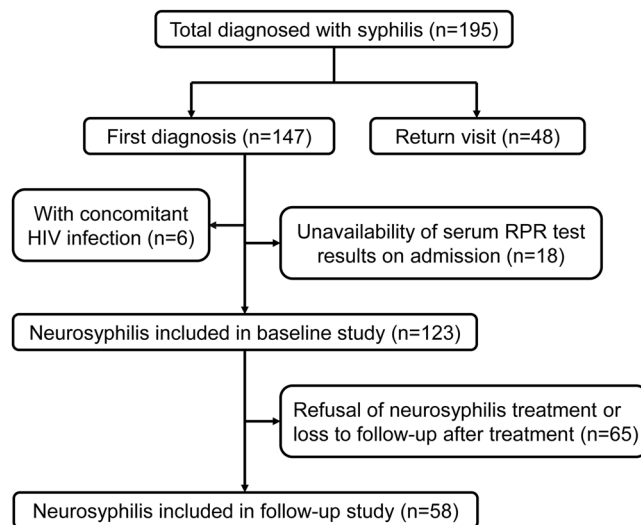 Total diagnosed with syphilis (n=195)
First diagnosis (n=147)
Return visit (n=48)
With concomitant
HIV infection (n=6)
Unavailability of serum RPR test
results on admission (n=18)
Neurosyphilis included in baseline study (n=123)
Refusal of neurosyphilis treatment or
loss to follow-up after treatment (n=65)
Neurosyphilis included in follow-up study (n=58)